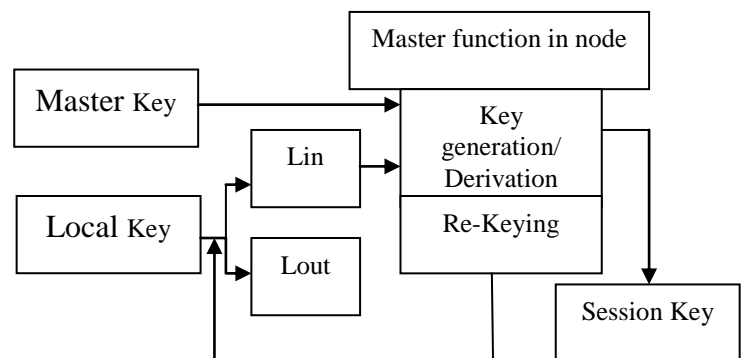 Master function in node
Master Key
Key
generation/
Derivation
Lin
Local Key
Re-Keying
Lout
Session Key